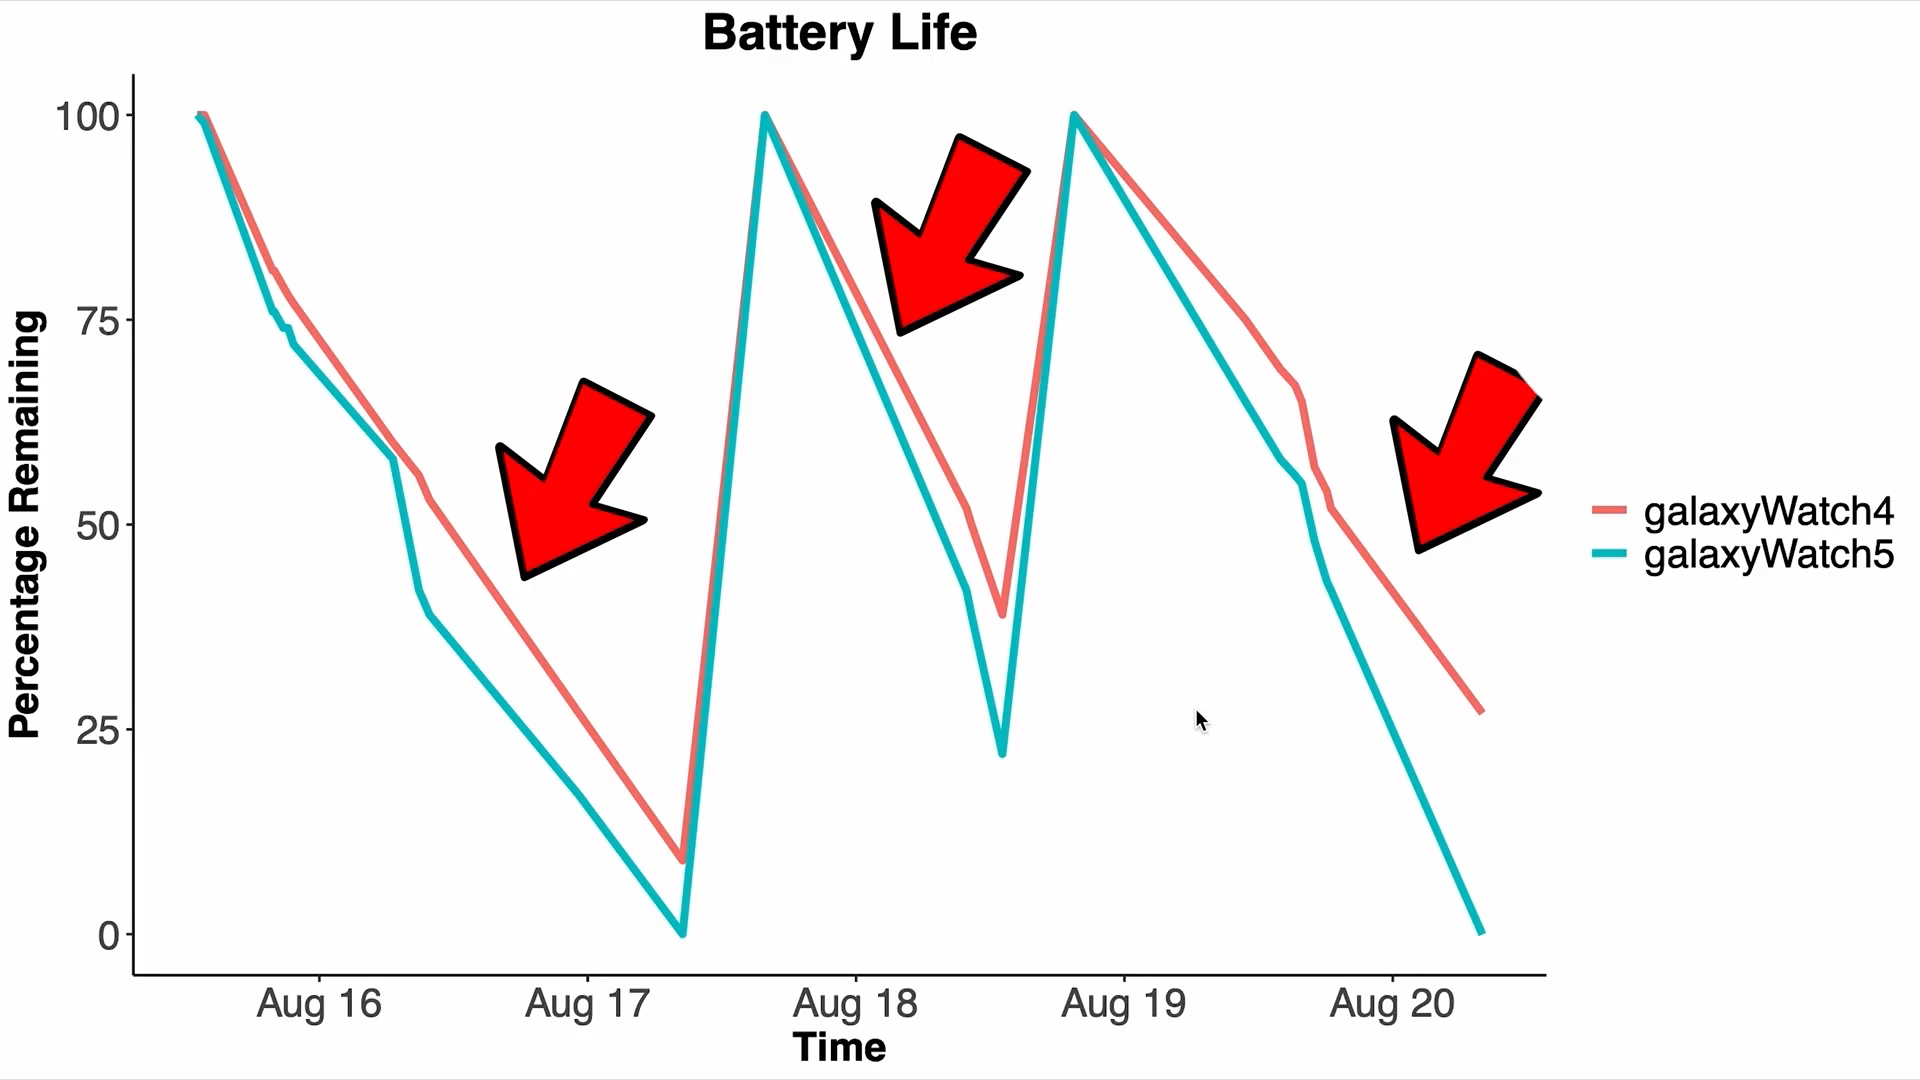 Battery Life
Percentage Remaining
100
75
50
25
0
Aug 16
Aug 17
Aug 18
Aug 19
Aug 20
Time
galaxyWatch4
galaxyWatch5